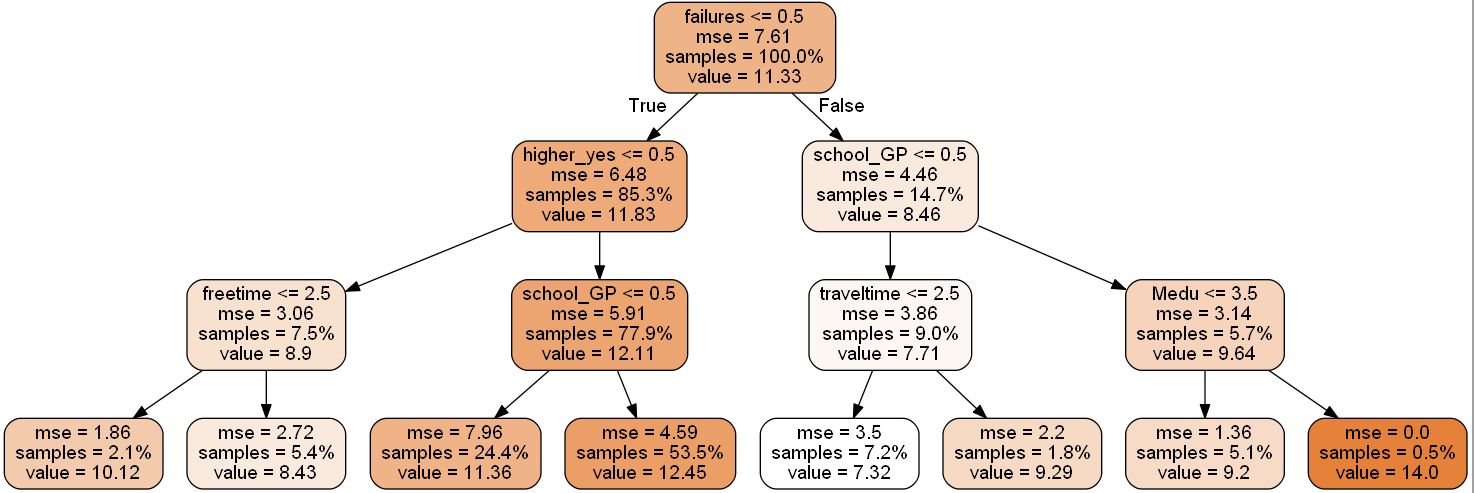 failures <= 0.5
mse = 7.61
samples = 100.0%
value = 11.33
True
False
higher_yes <= 0.5
mse = 6.48
samples = 85.3%
value = 11.83
school_GP <= 0.5
mse = 4.46
samples = 14.7%
value = 8.46
freetime <= 2.5
mse = 3.06
samples = 7.5%
value = 8.9
school_GP <= 0.5
mse = 5.91
samples = 77.9%
value = 12.11
traveltime <= 2.5
mse = 3.86
samples = 9.0%
value = 7.71
Medu <= 3.5
mse = 3.14
samples = 5.7%
value = 9.64
mse = 1.86
samples = 2.1%
value = 10.12
mse = 2.72
samples = 5.4%
value = 8.43
mse = 7.96
samples = 24.4%
value = 11.36
mse = 4.59
samples = 53.5%
value = 12.45
mse = 3.5
samples = 7.2%
value = 7.32
mse = 2.2
samples = 1.8%
value = 9.29
mse = 1.36
samples = 5.1%
value = 9.2
mse = 0.0
samples = 0.5%
value = 14.0